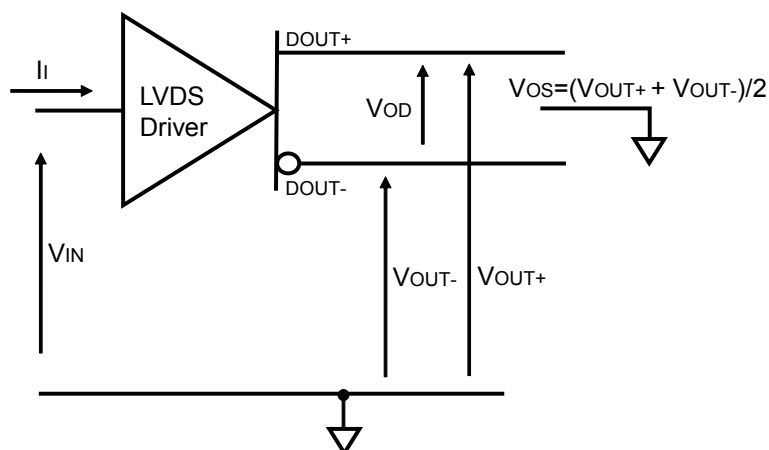 DOUT+
II
VOS=(VOUT+ + VOUT-)/2
LVDS
Driver
VOD
DOUT-
VIN
VOUT-
VOUT+